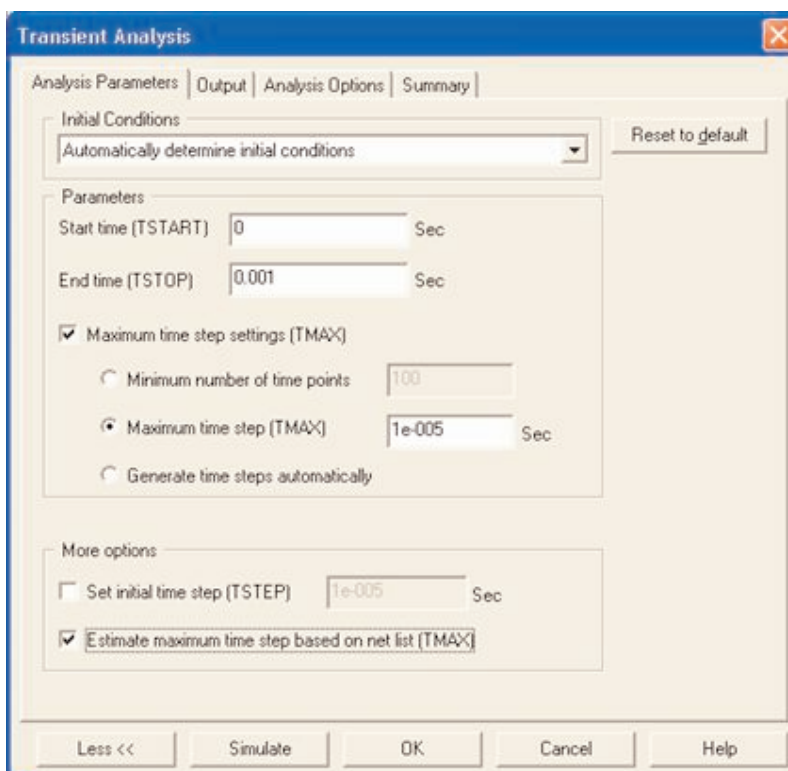 Transient Analysis
Analysis Parameters Output Analysis Options Summary
Initial Conditions
Automatically determine initial conditions
Reset to default
Parameters
Start time (TSTART) 0 Sec
End time (TSTOP) 0.001 Sec
Maximum time step settings (TMAX)
Minimum number of time points 100
Maximum time step (TMAX) 1e-005 Sec
Generate time steps automatically
More options
Set initial time step (TSTEP) 1e-005 Sec
Estimate maximum time step based on net list (TMAX)
Less << Simulate OK Cancel Help